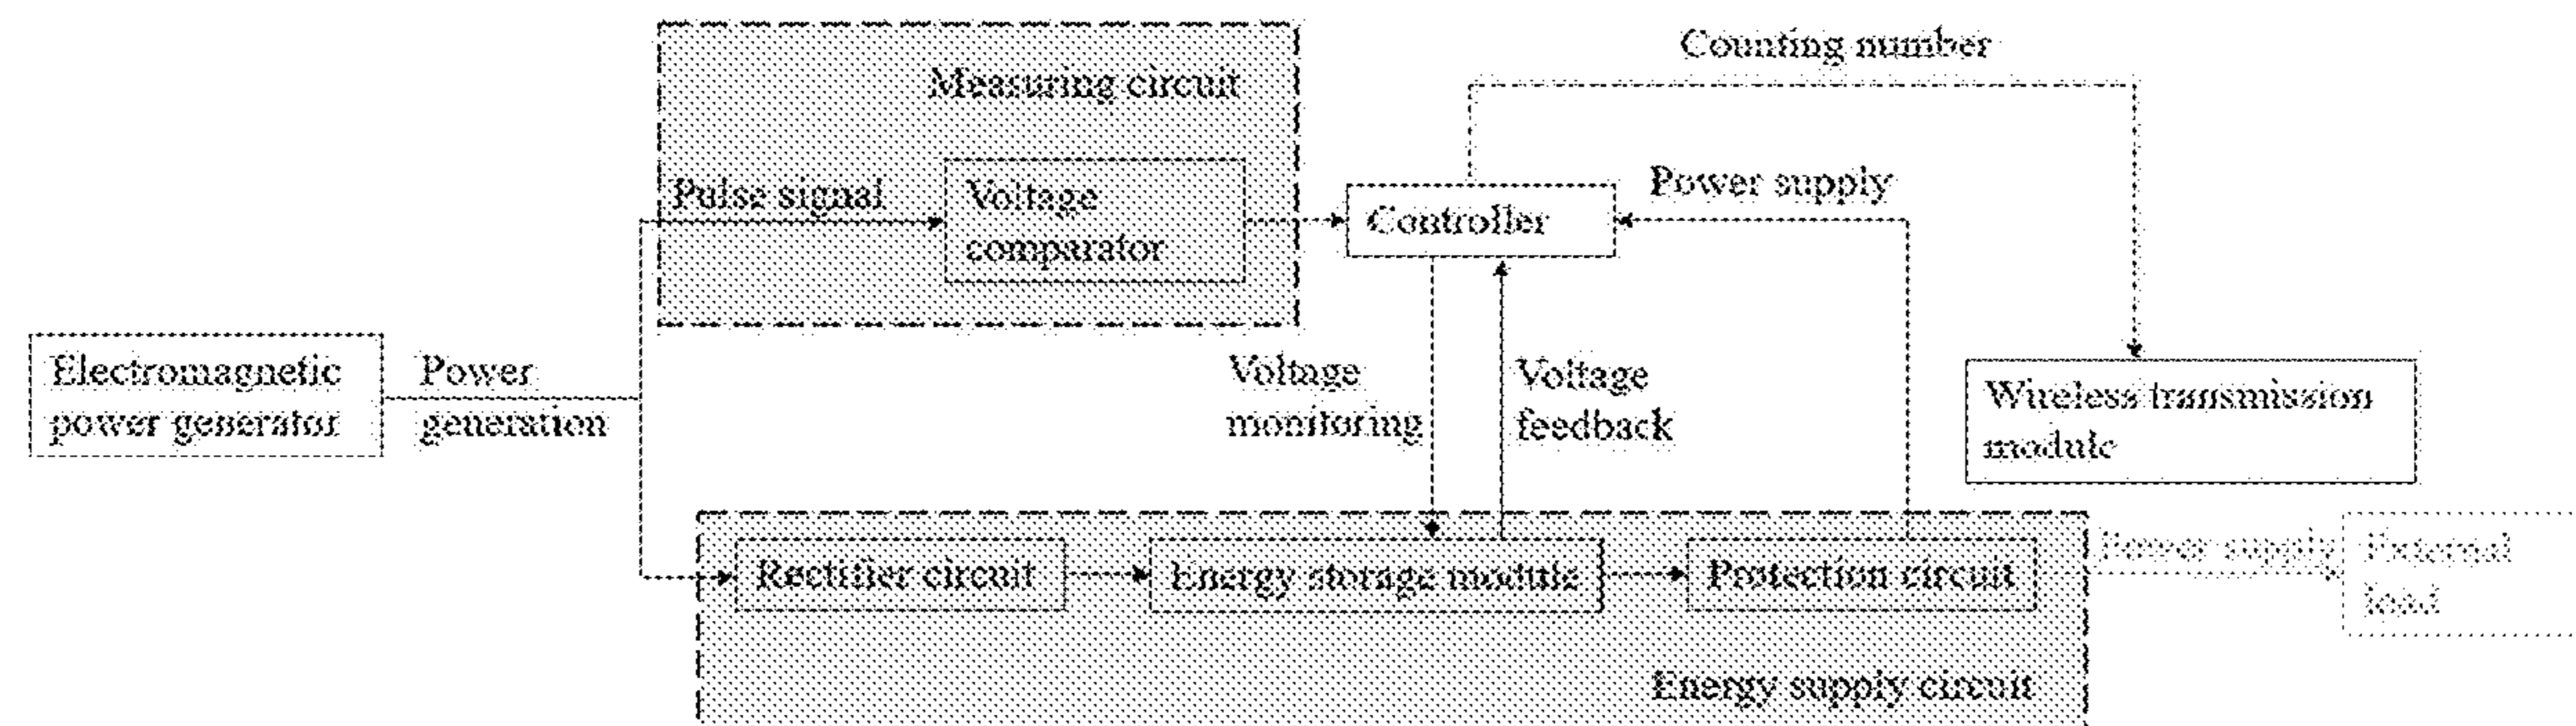 Counting number
Measuring circuit
Pulse signal
Voltage
comparator
Controller
Power supply
Electromagnetic
power generator
Power
generation
Voltage
monitoring
Voltage
feedback
Wireless transmission
module
Rectifier circuit
Energy storage module
Protection circuit
Power supply
External
load
Energy supply circuit